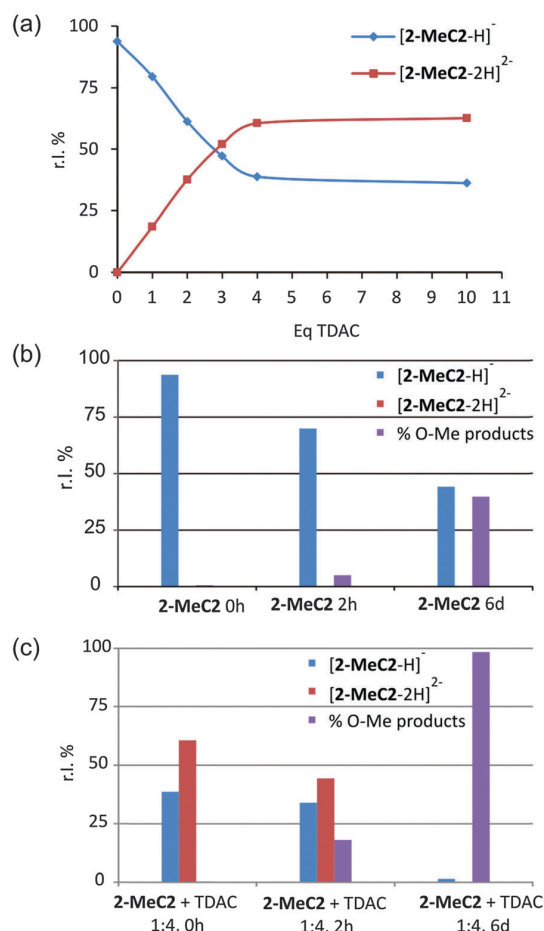 (a)
100
75
50
25
0
r.I. %
[2-MeC2-H]⁻
[2-MeC2-2H]²⁻
0 1 2 3 4 5 6 7 8 9 10 11
Eq TDAC
(b)
100
75
50
25
0
r.I. %
[2-MeC2-H]⁻
[2-MeC2-2H]²⁻
% O-Me products
2-MeC2 0h 2-MeC2 2h 2-MeC2 6d
(c)
100
75
50
25
0
r.I. %
[2-MeC2-H]⁻
[2-MeC2-2H]²⁻
% O-Me products
2-MeC2 + TDAC 2-MeC2 + TDAC 2-MeC2 + TDAC
1:4, 0h 1:4, 2h 1:4, 6d